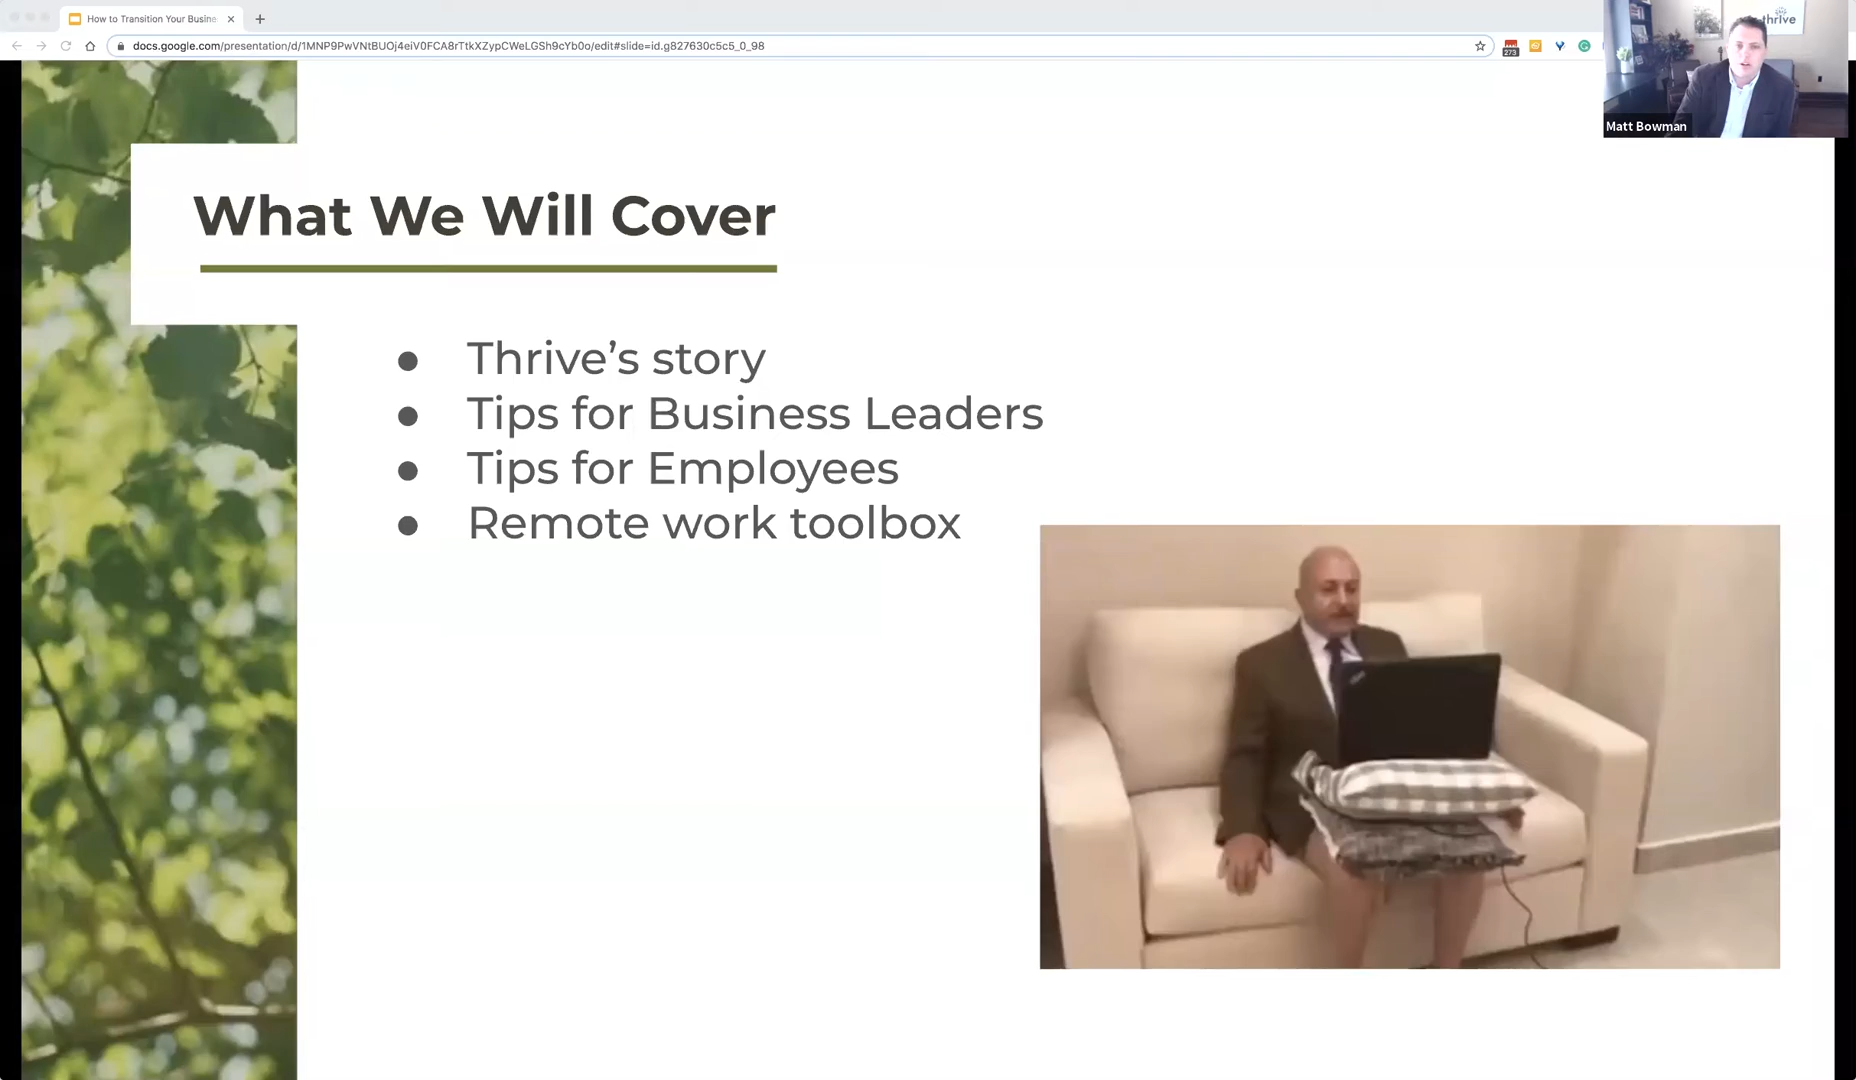 How to Transition Your Busine
docs.google.com/presentation/d/1MNP9PwVNtBUOj4eiV0FCA8rTtkXZypCWeLGSh9cYb0o/edit#slide=id.g827630c5c5_0_98
273
thrive
Matt Bowman
What We Will Cover
● Thrive’s story
● Tips for Business Leaders
● Tips for Employees
● Remote work toolbox